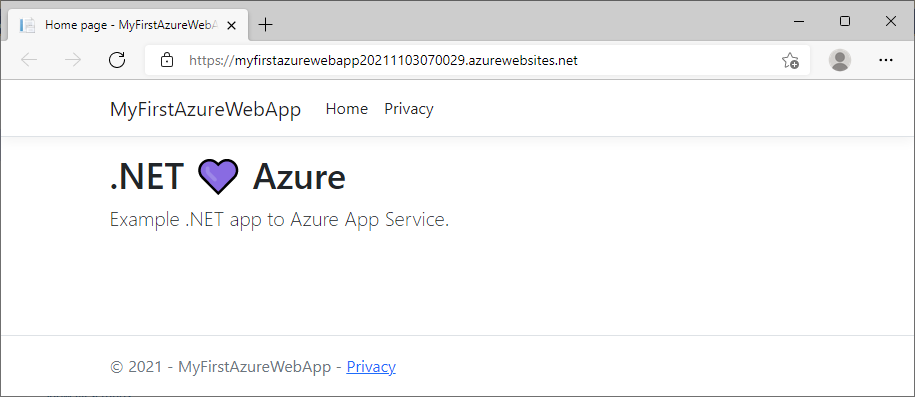 Home page - MyFirstAzureWebA
https://myfirstazurewebapp20211103070029.azurewebsites.net
MyFirstAzureWebApp Home Privacy
.NET 💜 Azure
Example .NET app to Azure App Service.
© 2021 - MyFirstAzureWebApp - Privacy